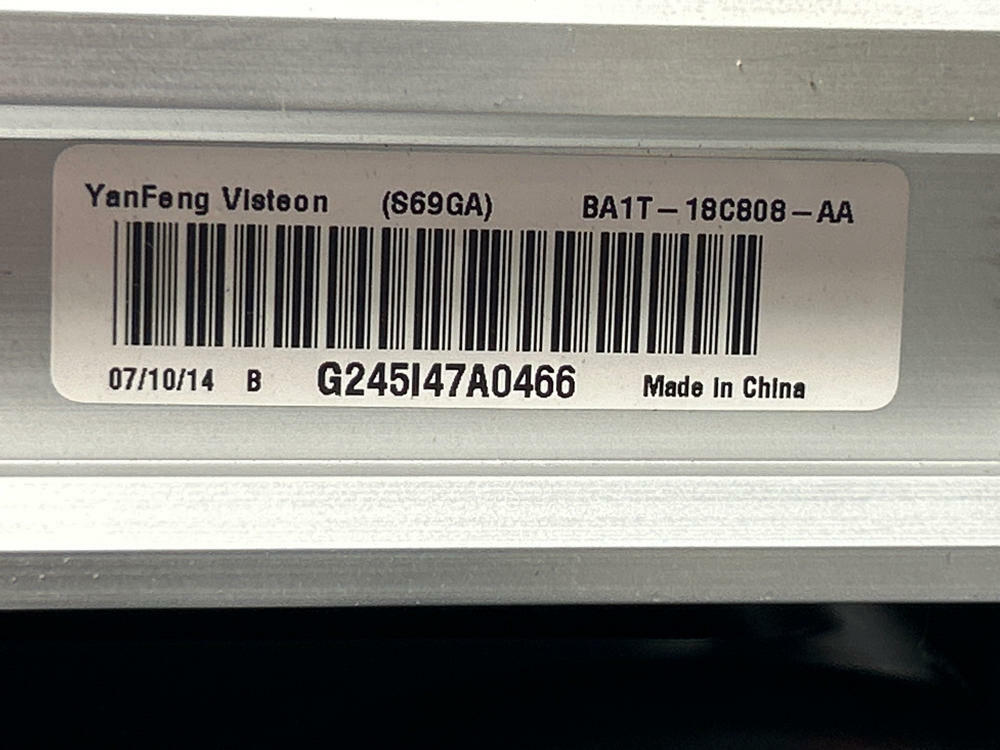 YanFeng Visteon (S69GA) BA1T-18C808-AA
07/10/14 B G245I47A0466 Made in China